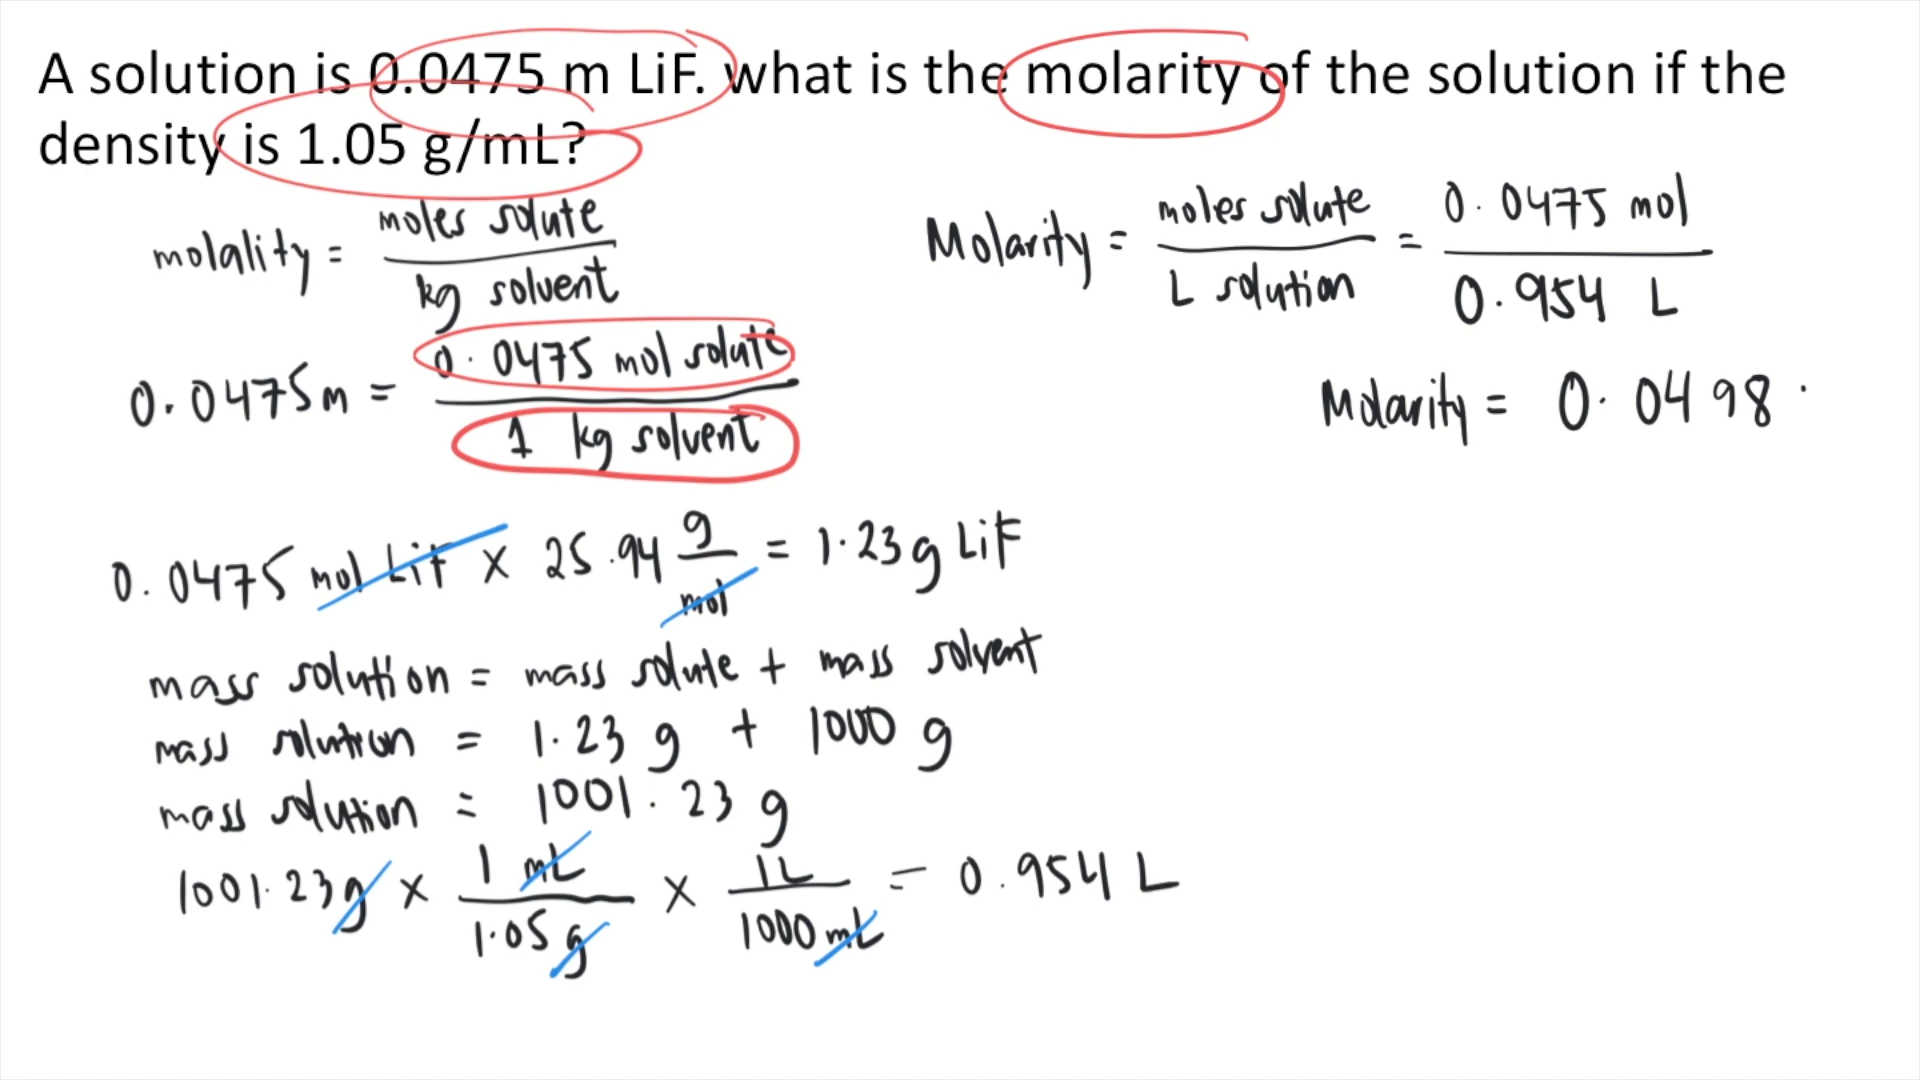 A solution is 0.0475 m LiF. what is the molarity of the solution if the
density is 1.05 g/mL?
molality = moles solute / kg solvent
0.0475 m = 0.0475 mol solute / 1 kg solvent
Molarity = moles solute / L solution = 0.0475 mol / 0.954 L
Molarity = 0.0498
0.0475 mol LiF × 25.94 g/mol = 1.23 g LiF
mass solution = mass solute + mass solvent
mass solution = 1.23 g + 1000 g
mass solution = 1001.23 g
1001.23 g × 1 mL / 1.05 g × 1L / 1000 mL = 0.954 L